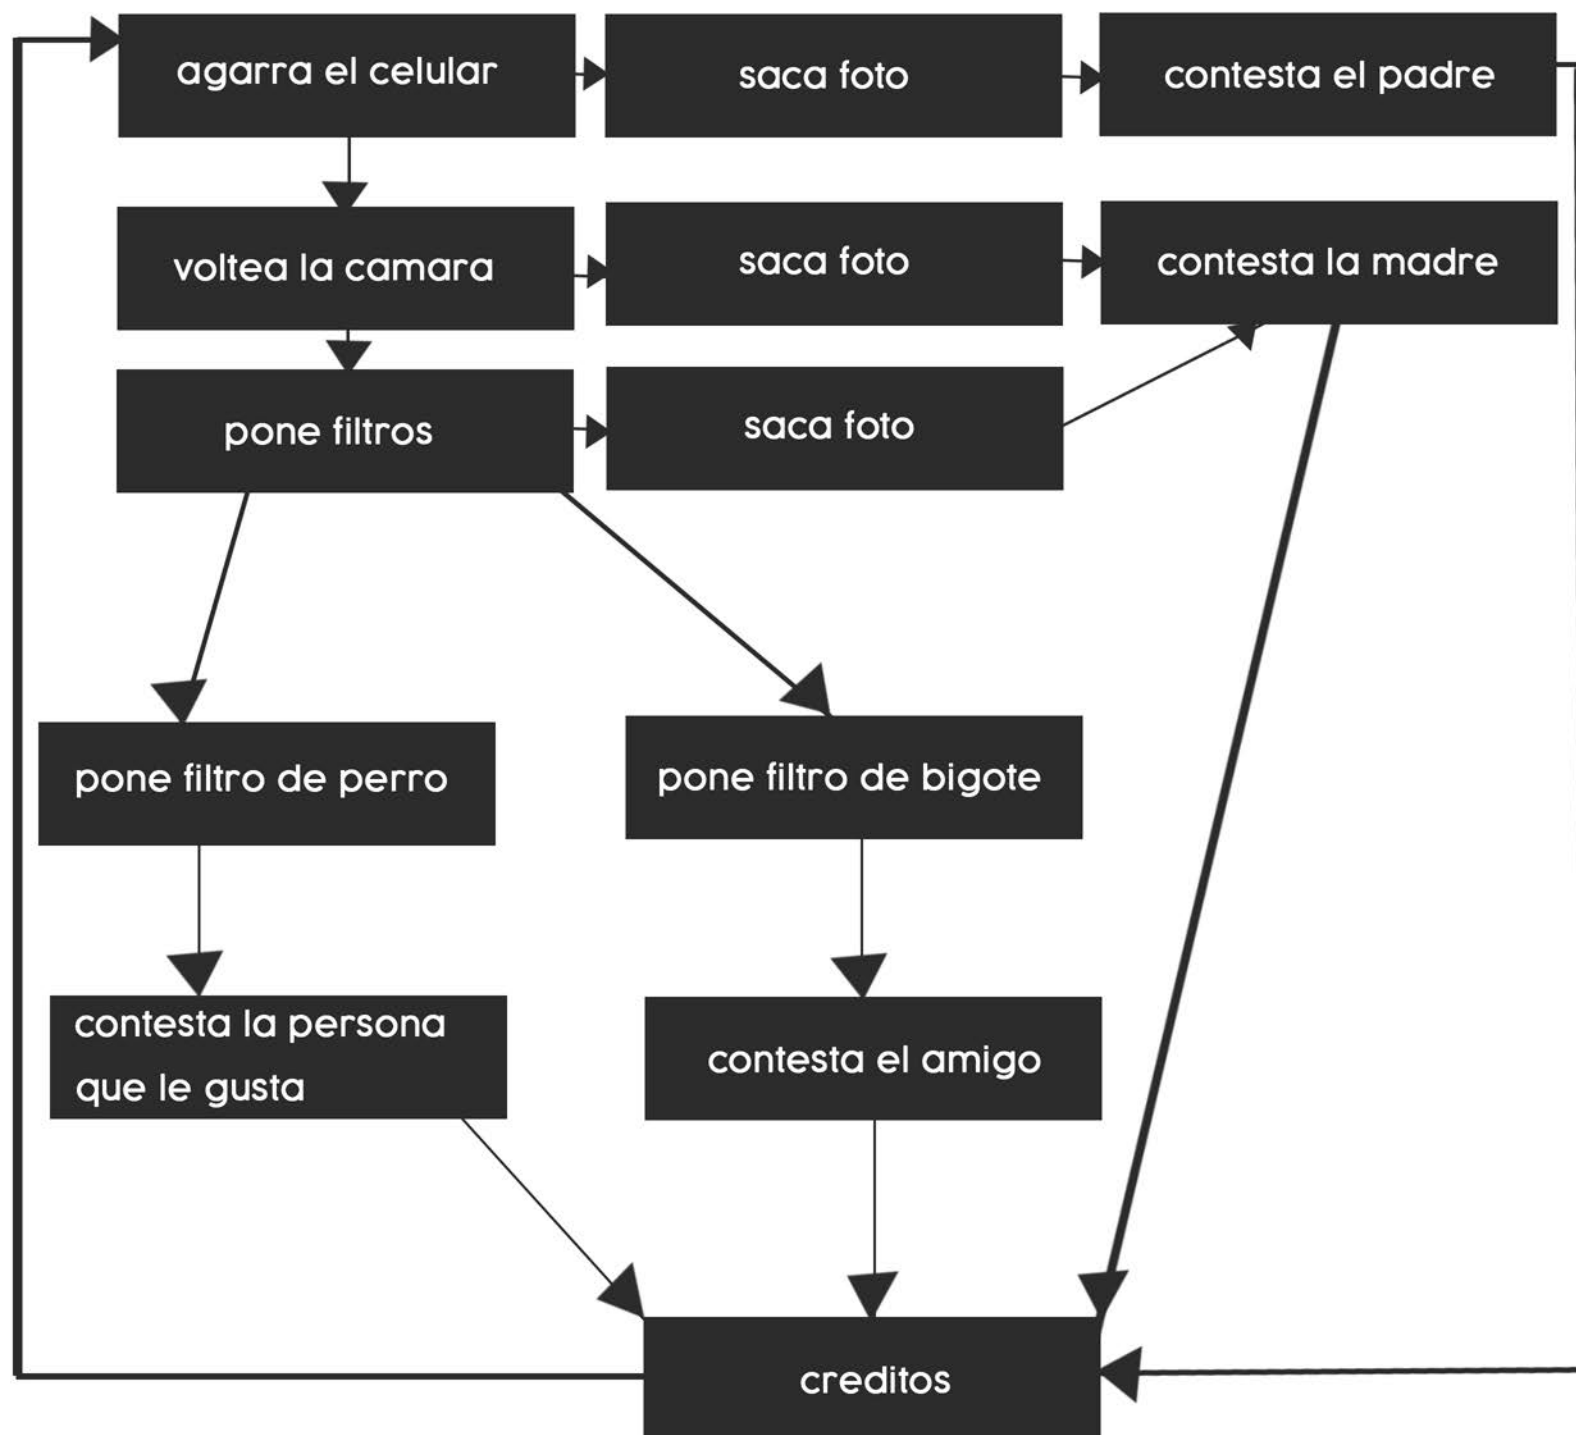 agarra el celular
saca foto
contesta el padre
voltea la camara
saca foto
contesta la madre
pone filtros
saca foto
pone filtro de perro
pone filtro de bigote
contesta la persona
que le gusta
contesta el amigo
creditos